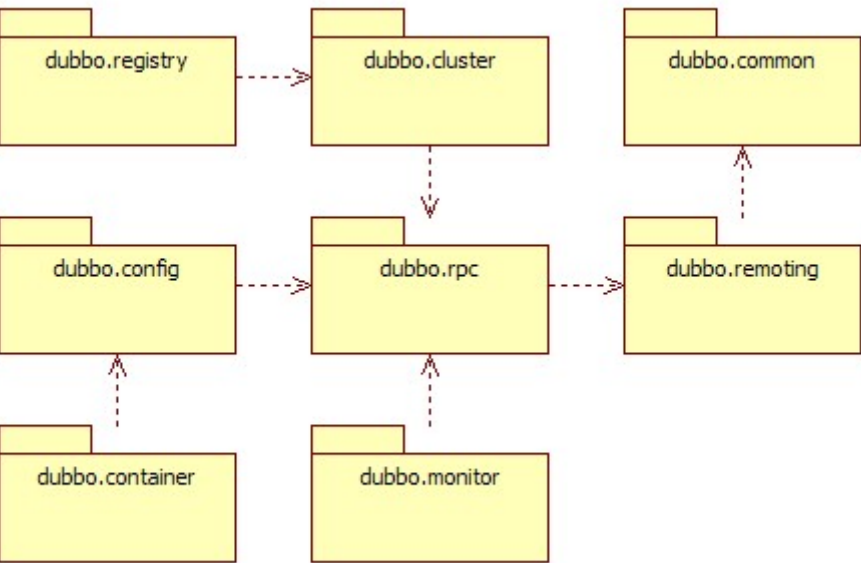 dubbo.registry
dubbo.cluster
dubbo.common
dubbo.config
dubbo.rpc
dubbo.remoting
dubbo.container
dubbo.monitor